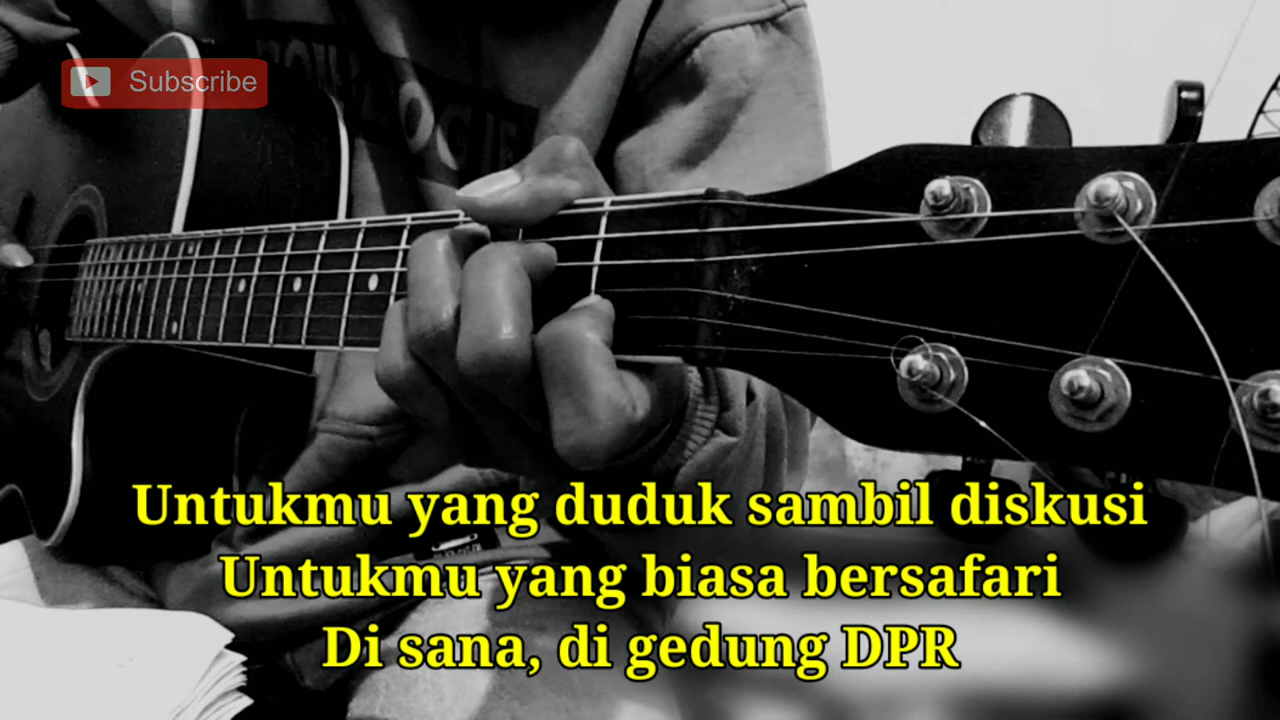 Subscribe
Untukmu yang duduk sambil diskusi
Untukmu yang biasa bersafari
Di sana, di gedung DPR